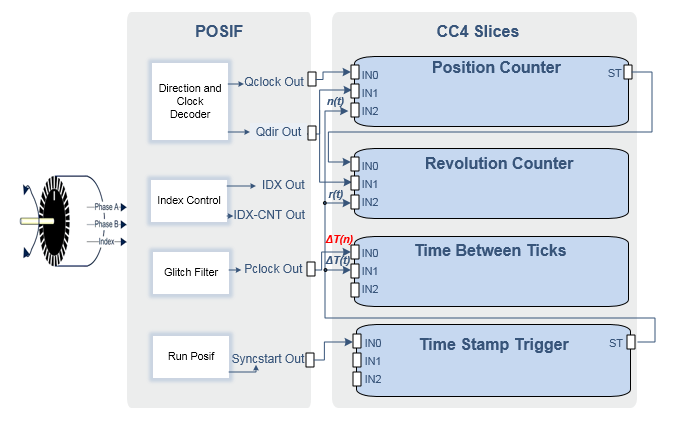 POSIF
CC4 Slices
Direction and
Clock
Decoder
Qclock Out
Qdir Out
Index Control
IDX Out
IDX-CNT Out
Glitch Filter
Pclock Out
Run Posif
Syncstart Out
Phase A
Phase B
Index
Position Counter
IN0
IN1
IN2
ST
n(t)
Revolution Counter
IN0
IN1
IN2
r(t)
Time Between Ticks
ΔT(n)
IN0
ΔT(t)
IN1
IN2
Time Stamp Trigger
IN0
IN1
IN2
ST